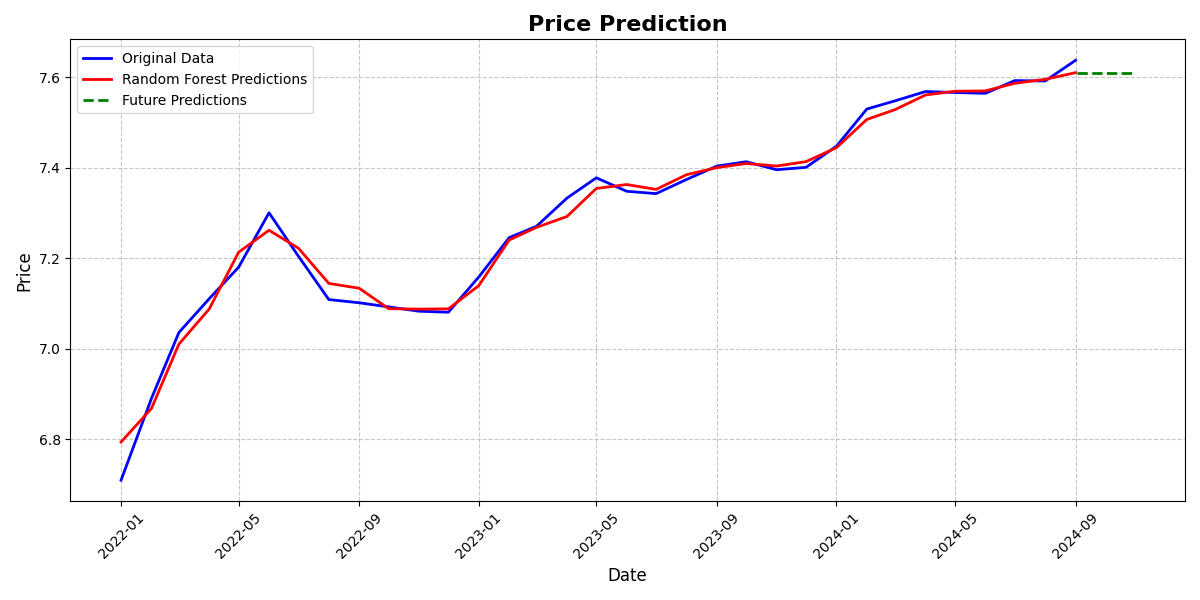 Price Prediction
Original Data
Random Forest Predictions
Future Predictions
Price
7.6
7.4
7.2
7.0
6.8
2022-01
2022-05
2022-09
2023-01
2023-05
2023-09
2024-01
2024-05
2024-09
Date